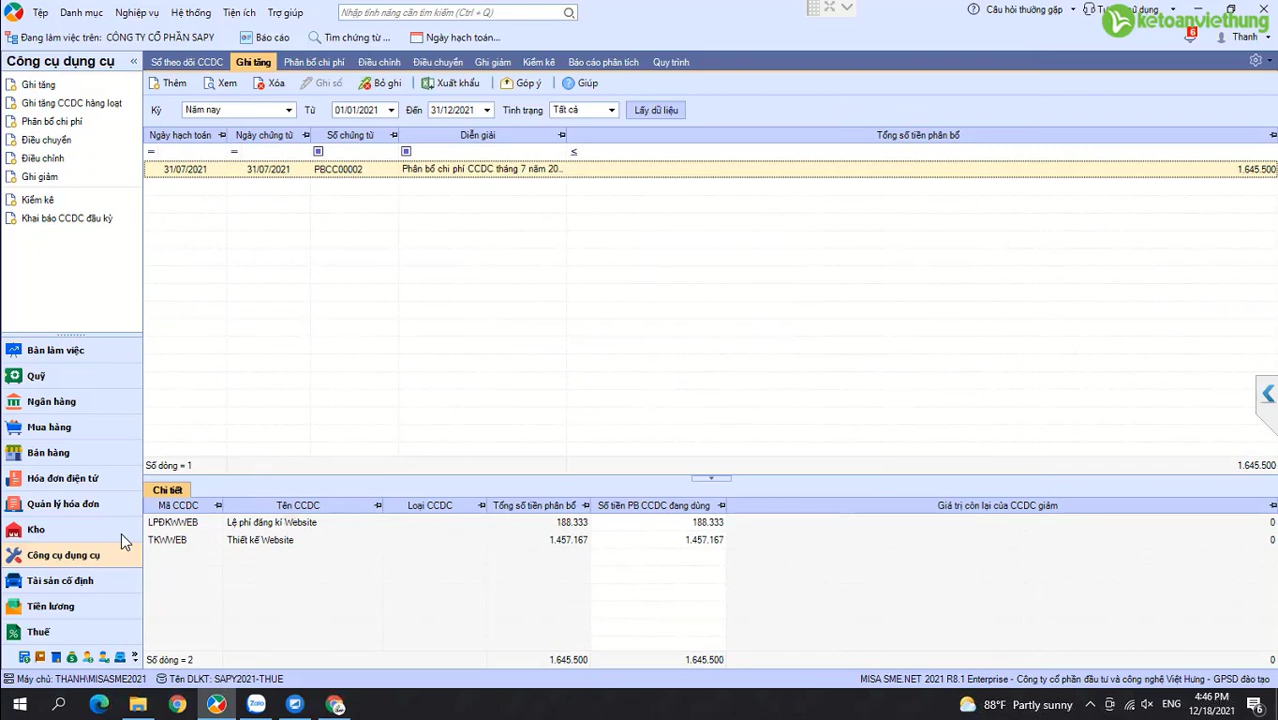 Tệp Danh mục Nghiệp vụ Hệ thống Tiện ích Trợ giúp Nhập tính năng cần tìm kiếm (Ctrl + Q) Câu hỏi thường gặp
ketoanviethung
Đang làm việc trên: CÔNG TY CỔ PHẦN SAPY Báo cáo Tìm chứng từ ... Ngày hạch toán... 6 Thanh
Công cụ dụng cụ «
Sổ theo dõi CCDC Ghi tăng Phân bổ chi phí Điều chỉnh Điều chuyển Ghi giảm Kiểm kê Báo cáo phân tích Quy trình
Thêm Xem Xóa Ghi sổ Bỏ ghi Xuất khẩu Góp ý Giúp
Kỳ Năm nay Từ 01/01/2021 Đến 31/12/2021 Tình trạng Tất cả Lấy dữ liệu
Ngày hạch toán Ngày chứng từ Số chứng từ Diễn giải Tổng số tiền phân bổ
= = ≤
31/07/2021 31/07/2021 PBCC00002 Phân bổ chi phí CCDC tháng 7 năm 20... 1.645.500
Số dòng = 1 1.645.500
Ghi tăng
Ghi tăng CCDC hàng loạt
Phân bổ chi phí
Điều chuyển
Điều chỉnh
Ghi giảm
Kiểm kê
Khai báo CCDC đầu kỳ
Bàn làm việc
Quỹ
Ngân hàng
Mua hàng
Bán hàng
Hóa đơn điện tử
Quản lý hóa đơn
Kho
Công cụ dụng cụ
Tài sản cố định
Tiền lương
Thuế
Chi tiết
Mã CCDC Tên CCDC Loại CCDC Tổng số tiền phân bổ Số tiền PB CCDC đang dùng Giá trị còn lại của CCDC giảm
LPĐKWWEB Lệ phí đăng kí Website 188.333 188.333 0
TKWWEB Thiết kế Website 1.457.167 1.457.167 0
Số dòng = 2 1.645.500 1.645.500 0
Máy chủ: THANH\MISASME2021 Tên DLKT: SAPY2021-THUE MISA SME.NET 2021 R8.1 Enterprise - Công ty cổ phần đầu tư và công nghệ Việt Hưng - GPSD đào tạo
Zalo 88°F Partly sunny ENG 4:46 PM
12/18/2021 6